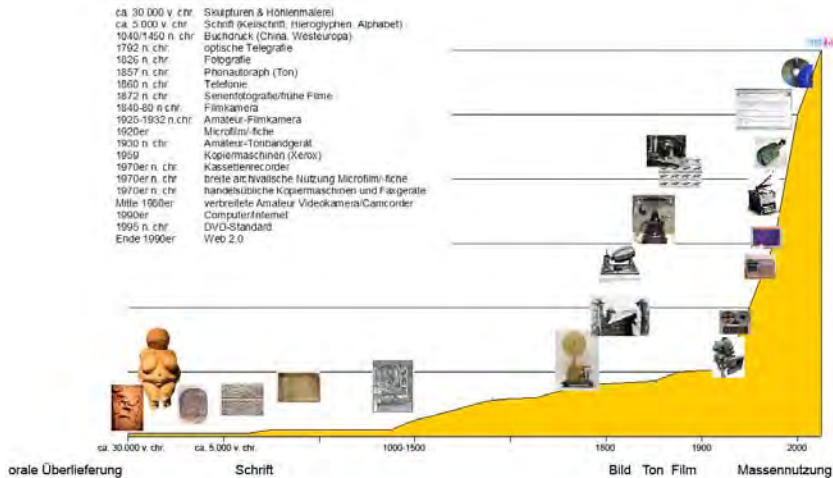 ca. 30.000 v. chr. Skulpturen & Höhlenmalerei
ca. 5.000 v. chr. Schrift (Keilschrift, Hieroglyphen, Alphabet)
1040/1450 n. chr. Buchdruck (China, Westeuropa)
1792 n. chr. optische Telegrafie
1826 n. chr. Fotografie
1857 n. chr. Phonautoraph (Ton)
1860 n. chr. Telefonie
1872 n. chr. Serienfotografie/frühe Filme
1840-80 n.chr. Filmkamera
1925-1932 n.chr. Amateur-Filmkamera
1920er Microfilm/-fiche
1930 n. chr. Amateur-Tonbandgerät
1959 Kopiermaschinen (Xerox)
1970er n. chr. Kassettenrecorder
1970er n. chr. breite archivalische Nutzung Microfilm/-fiche
1970er n. chr. handelsübliche Kopiermaschinen und Faxgeräte
Mitte 1980er verbreitete Amateur Videokamera/Camcorder
1990er Computer/Internet
1995 n. chr. DVD-Standard
Ende 1990er Web 2.0
ca. 30.000 v. chr. ca. 5.000 v. chr. 1000-1500 1800 1900 2000
orale Überlieferung Schrift Bild Ton Film Massennutzung